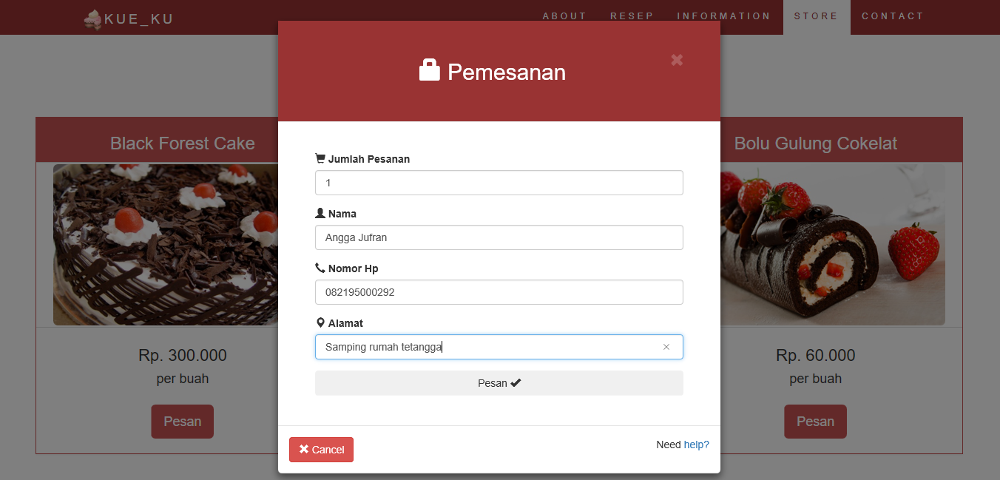 KUE_KU
ABOUT RESEP INFORMATION STORE CONTACT
Pemesanan
Black Forest Cake
Bolu Gulung Cokelat
Jumlah Pesanan
1
Nama
Angga Jufran
Nomor Hp
082195000292
Alamat
Samping rumah tetangga
Pesan
Rp. 300.000
per buah
Pesan
Rp. 60.000
per buah
Pesan
Cancel
Need help?